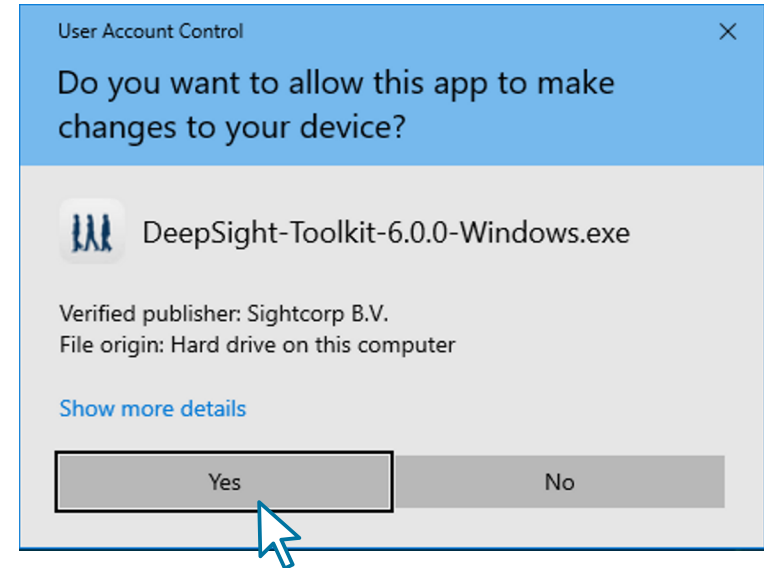 User Account Control
Do you want to allow this app to make
changes to your device?
DeepSight-Toolkit-6.0.0-Windows.exe
Verified publisher: Sightcorp B.V.
File origin: Hard drive on this computer
Show more details
Yes
No